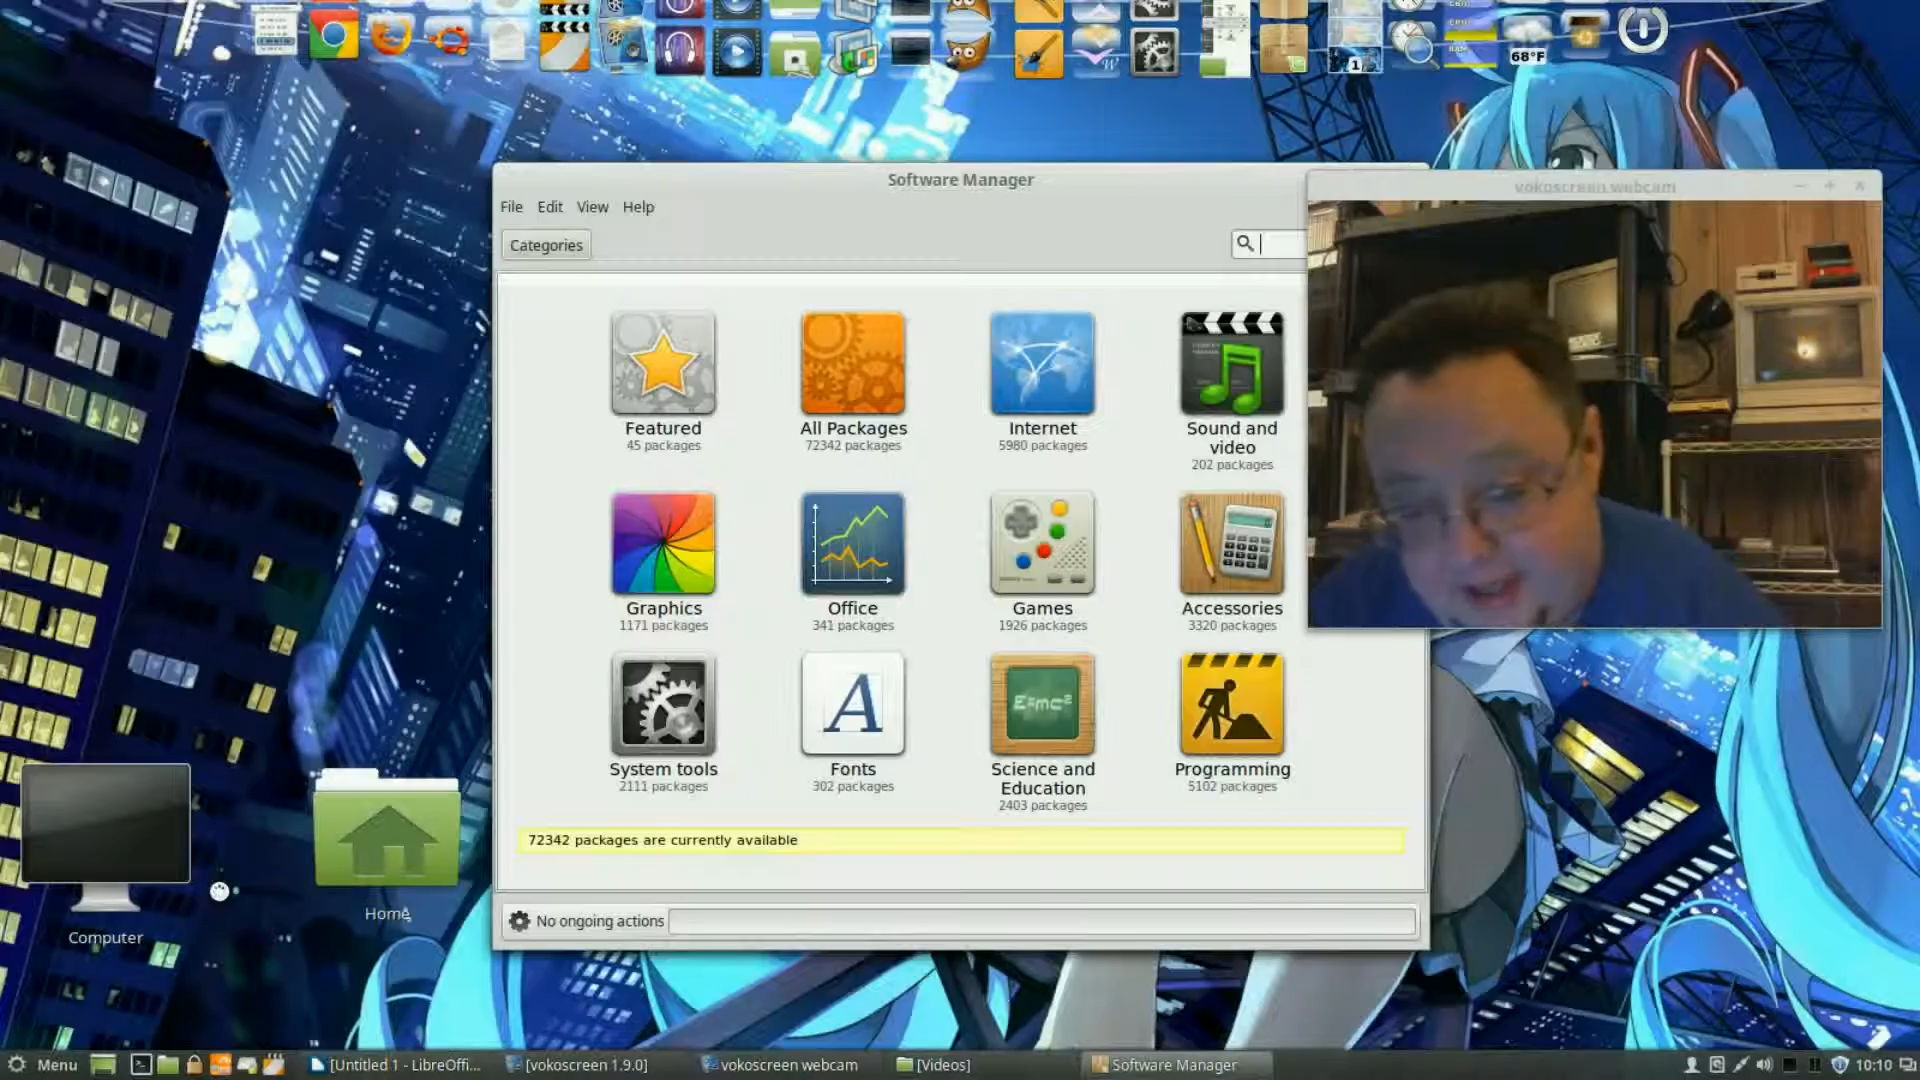 68°F
1
Software Manager
vokoscreen webcam
File Edit View Help
Categories
Featured
45 packages
All Packages
72342 packages
Internet
5980 packages
Sound and
video
202 packages
Graphics
1171 packages
Office
341 packages
Games
1926 packages
Accessories
3320 packages
A
E=mc²
System tools
2111 packages
Fonts
302 packages
Science and
Education
2403 packages
Programming
5102 packages
72342 packages are currently available
No ongoing actions
Computer
Home
Menu
[Untitled 1 - LibreOffi...
[vokoscreen 1.9.0]
vokoscreen webcam
[Videos]
Software Manager
10:10